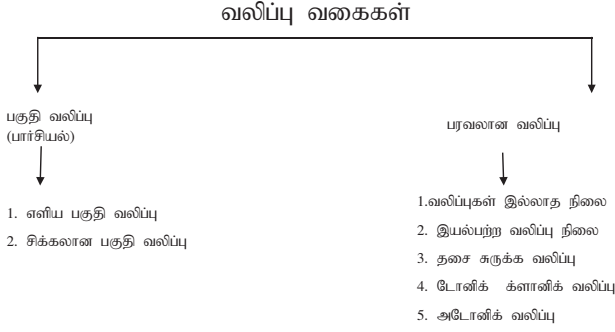 வலிப்பு வகைகள்
பகுதி வலிப்பு
(பார்சியல்)
1. எளிய பகுதி வலிப்பு
2. சிக்கலான பகுதி வலிப்பு
பரவலான வலிப்பு
1.வலிப்புகள் இல்லாத நிலை
2. இயல்பற்ற வலிப்பு நிலை
3. தசை சுருக்க வலிப்பு
4. டோனிக் க்ளானிக் வலிப்பு
5. அடோனிக் வலிப்பு